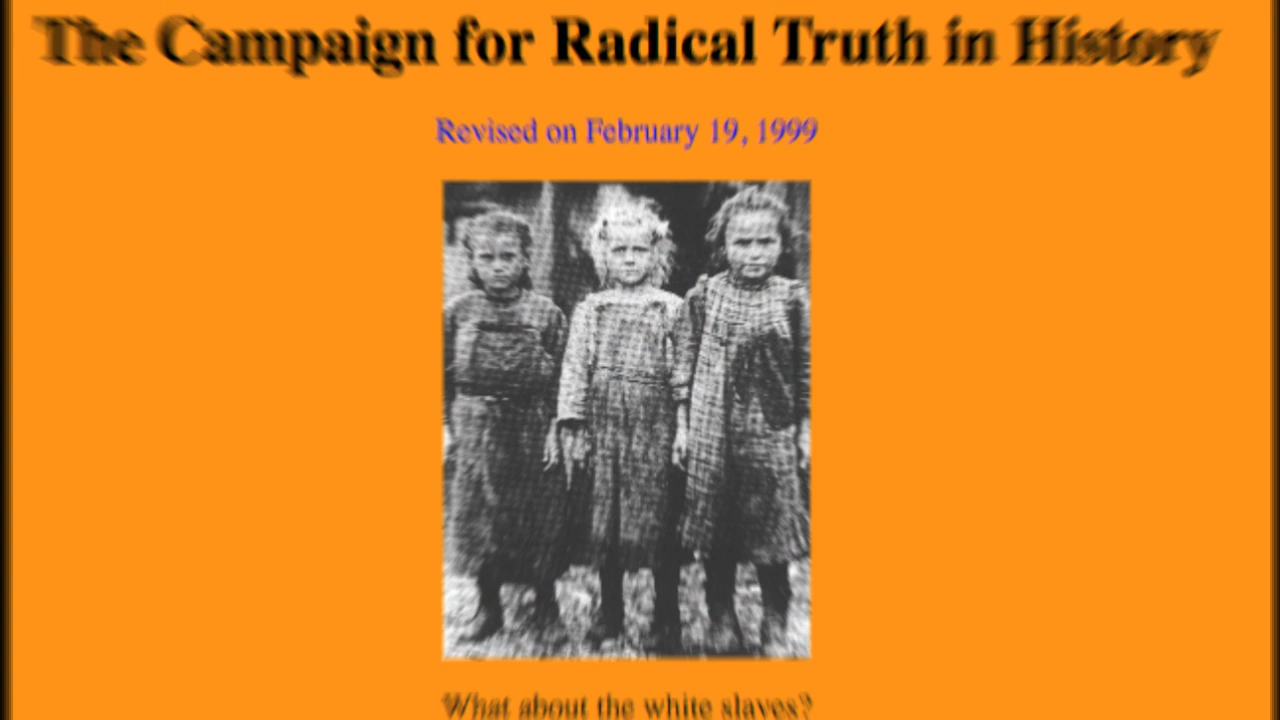 The Campaign for Radical Truth in History
Revised on February 19, 1999
What about the white slaves?